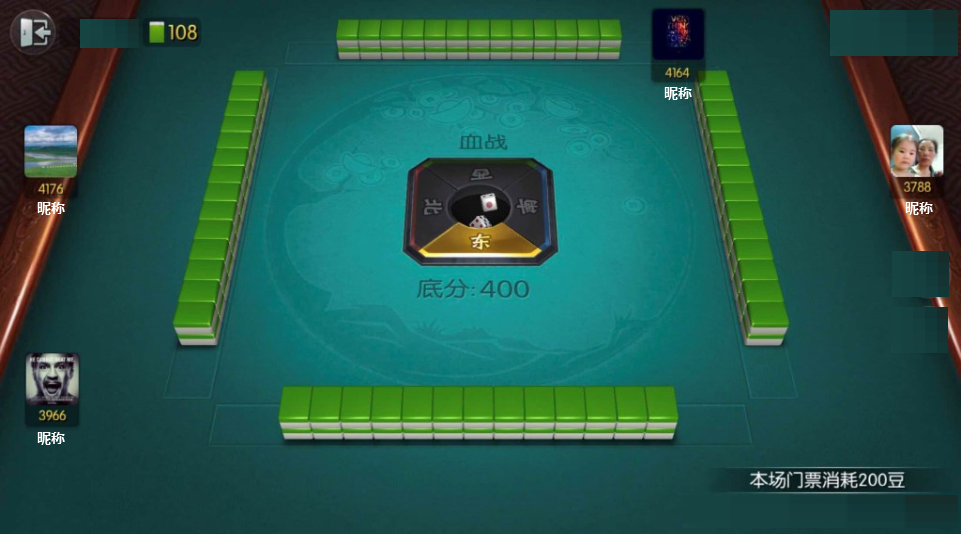 108
4164
昵称
4176
昵称
3788
昵称
血战
西
北
南
东
底分:400
3966
昵称
本场门票消耗200豆